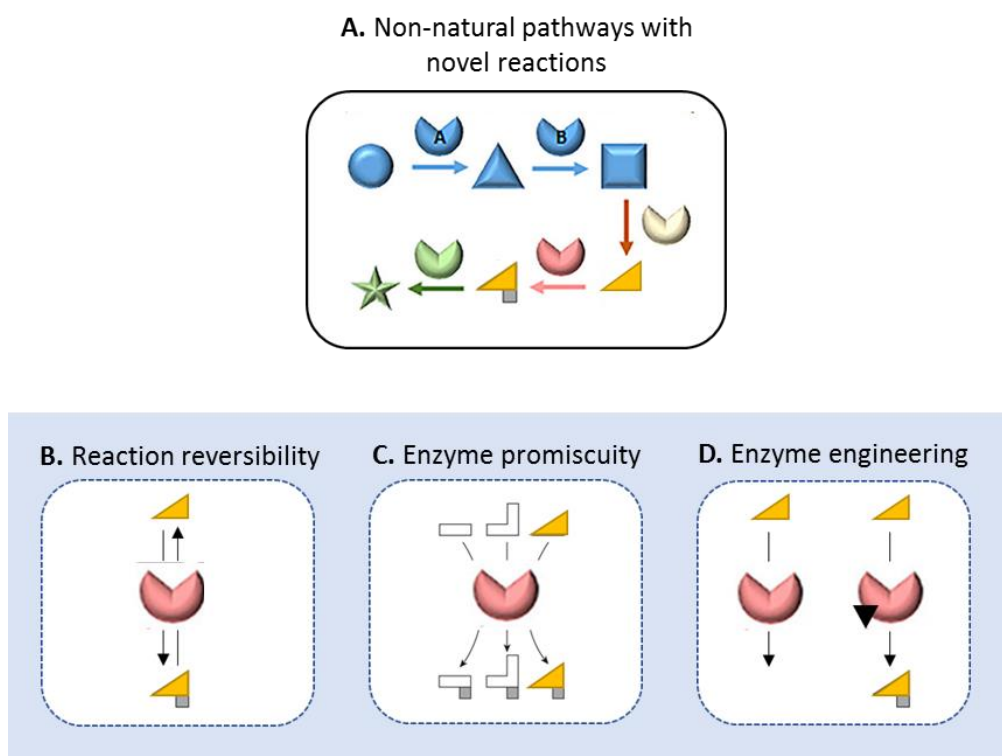 A. Non-natural pathways with
novel reactions
A
B
B. Reaction reversibility
C. Enzyme promiscuity
D. Enzyme engineering